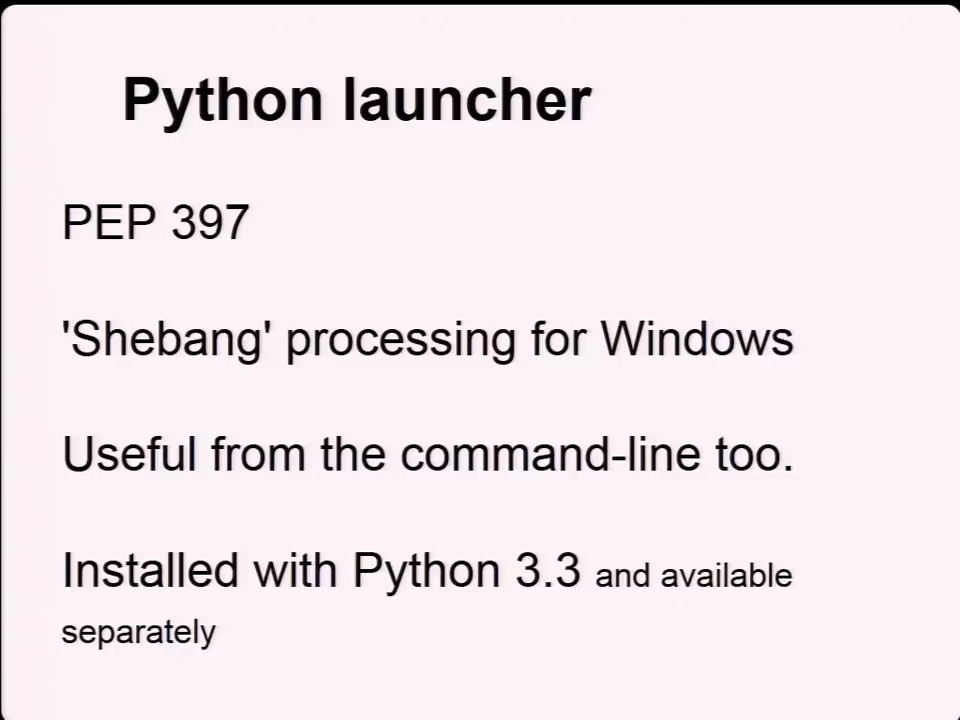 Python launcher
PEP 397
'Shebang' processing for Windows
Useful from the command-line too.
Installed with Python 3.3 and available
separately